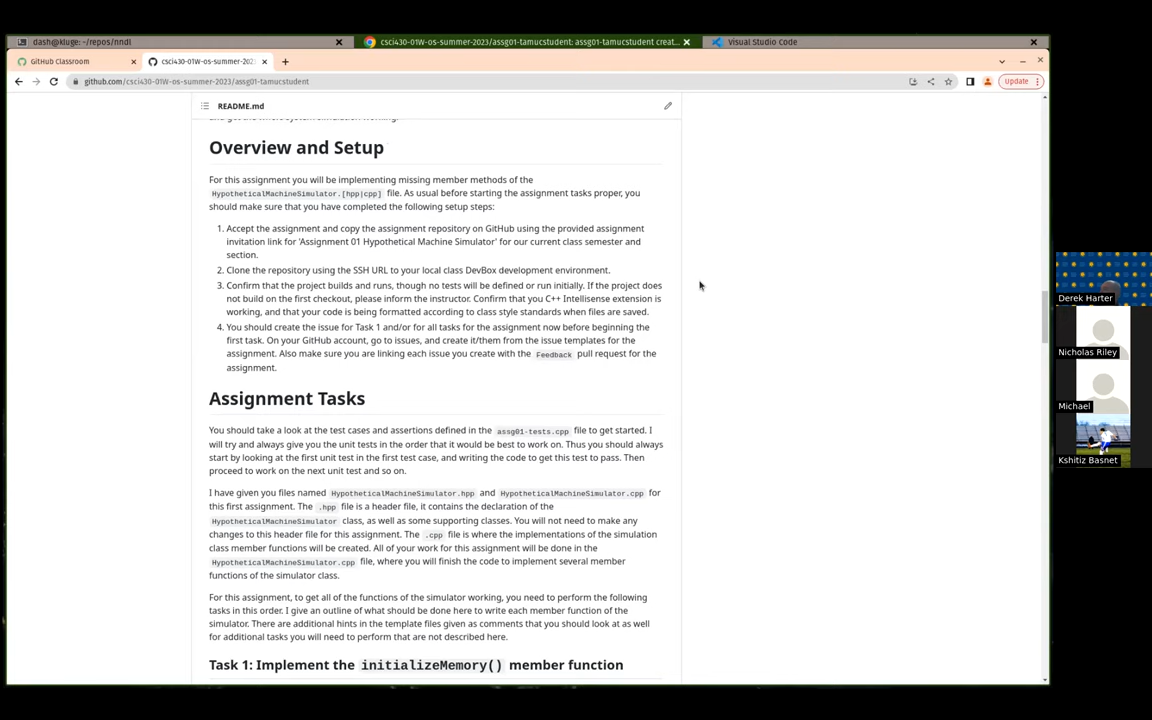 dash@kluge: ~/repos/nndl
csci430-01W-os-summer-2023/assg01-tamucstudent: assg01-tamucstudent creat...
Visual Studio Code
GitHub Classroom
csci430-01W-os-summer-202
github.com/csci430-01W-os-summer-2023/assg01-tamucstudent
Update
README.md
Overview and Setup
For this assignment you will be implementing missing member methods of the
HypotheticalMachineSimulator.[hpp|cpp] file. As usual before starting the assignment tasks proper, you
should make sure that you have completed the following setup steps:
1. Accept the assignment and copy the assignment repository on GitHub using the provided assignment
invitation link for 'Assignment 01 Hypothetical Machine Simulator' for our current class semester and
section.
2. Clone the repository using the SSH URL to your local class DevBox development environment.
3. Confirm that the project builds and runs, though no tests will be defined or run initially. If the project does
not build on the first checkout, please inform the instructor. Confirm that you C++ Intellisense extension is
working, and that your code is being formatted according to class style standards when files are saved.
4. You should create the issue for Task 1 and/or for all tasks for the assignment now before beginning the
first task. On your GitHub account, go to issues, and create it/them from the issue templates for the
assignment. Also make sure you are linking each issue you create with the Feedback pull request for the
assignment.
Assignment Tasks
You should take a look at the test cases and assertions defined in the assg01-tests.cpp file to get started. I
will try and always give you the unit tests in the order that it would be best to work on. Thus you should always
start by looking at the first unit test in the first test case, and writing the code to get this test to pass. Then
proceed to work on the next unit test and so on.
I have given you files named HypotheticalMachineSimulator.hpp and HypotheticalMachineSimulator.cpp for
this first assignment. The .hpp file is a header file, it contains the declaration of the
HypotheticalMachineSimulator class, as well as some supporting classes. You will not need to make any
changes to this header file for this assignment. The .cpp file is where the implementations of the simulation
class member functions will be created. All of your work for this assignment will be done in the
HypotheticalMachineSimulator.cpp file, where you will finish the code to implement several member
functions of the simulator class.
For this assignment, to get all of the functions of the simulator working, you need to perform the following
tasks in this order. I give an outline of what should be done here to write each member function of the
simulator. There are additional hints in the template files given as comments that you should look at as well
for additional tasks you will need to perform that are not described here.
Task 1: Implement the initializeMemory() member function
Derek Harter
Nicholas Riley
Michael
Kshitiz Basnet